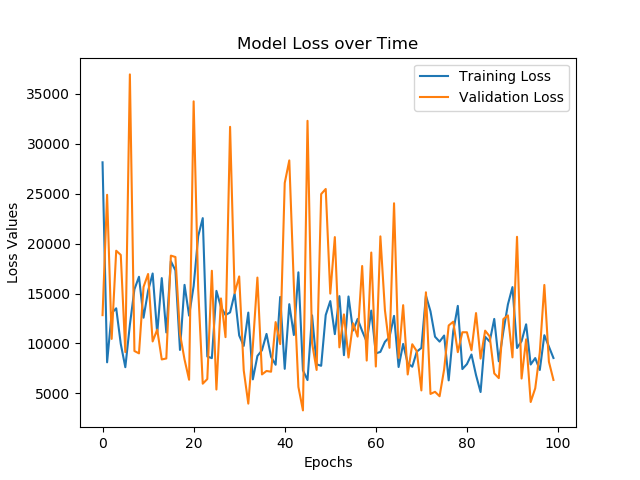 Model Loss over Time
Training Loss
Validation Loss
35000
30000
25000
20000
15000
10000
5000
Loss Values
0 20 40 60 80 100
Epochs